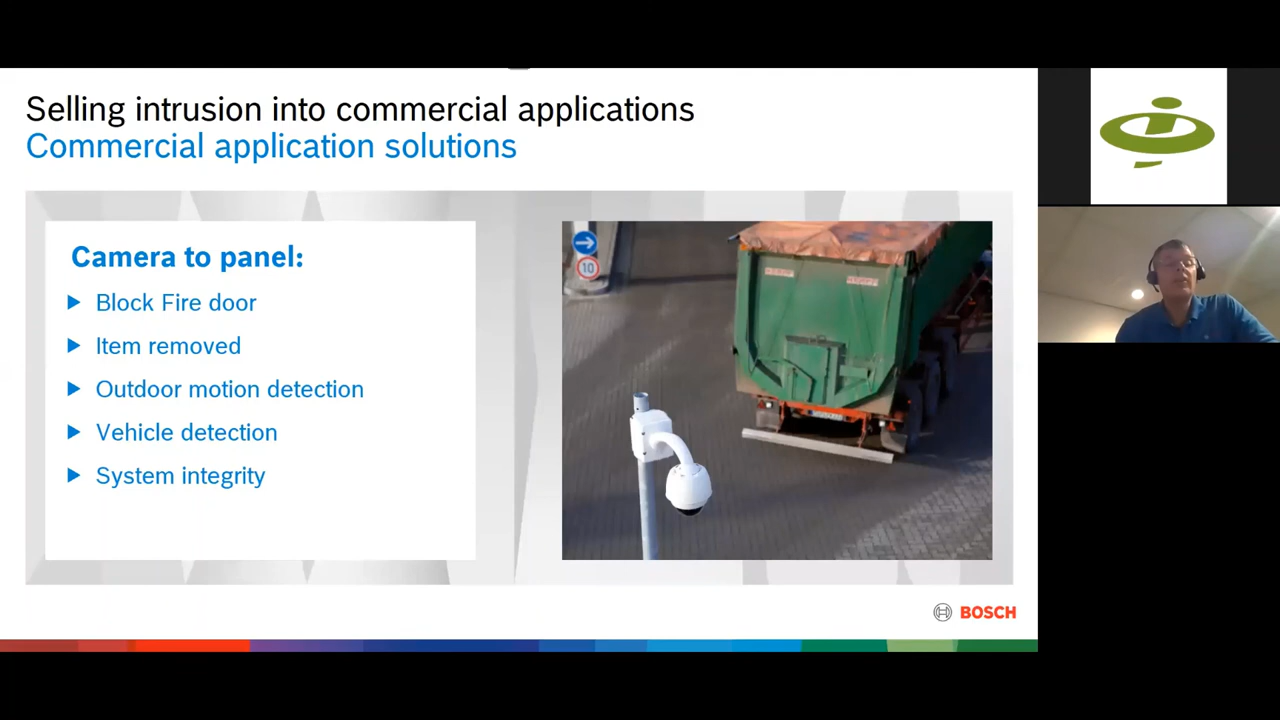 Selling intrusion into commercial applications
Commercial application solutions
Camera to panel:
Block Fire door
Item removed
Outdoor motion detection
Vehicle detection
System integrity
10
BOSCH